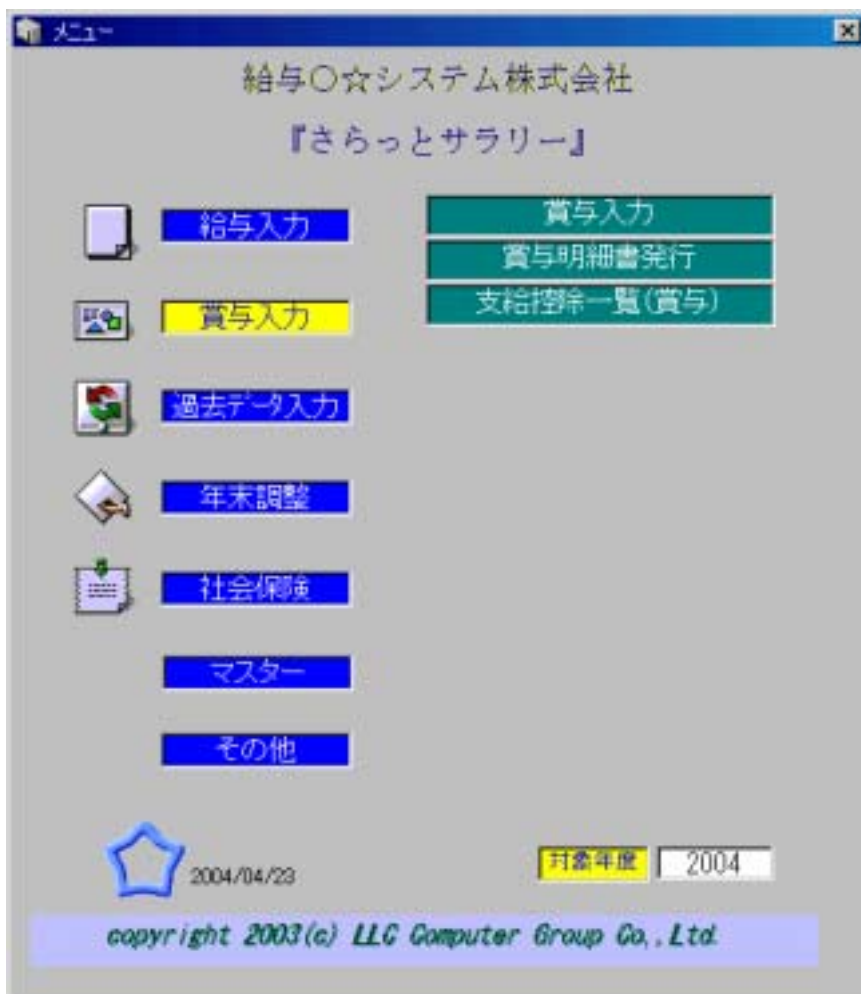 メニュー
給与○☆システム株式会社
『さらっとサラリー』
給与入力
賞与入力
過去データ入力
年末調整
社会保険
マスター
その他
賞与入力
賞与明細書発行
支給控除一覧(賞与)
2004/04/23
対象年度 2004
copyright 2003(c) LLC Computer Group Co,.Ltd.